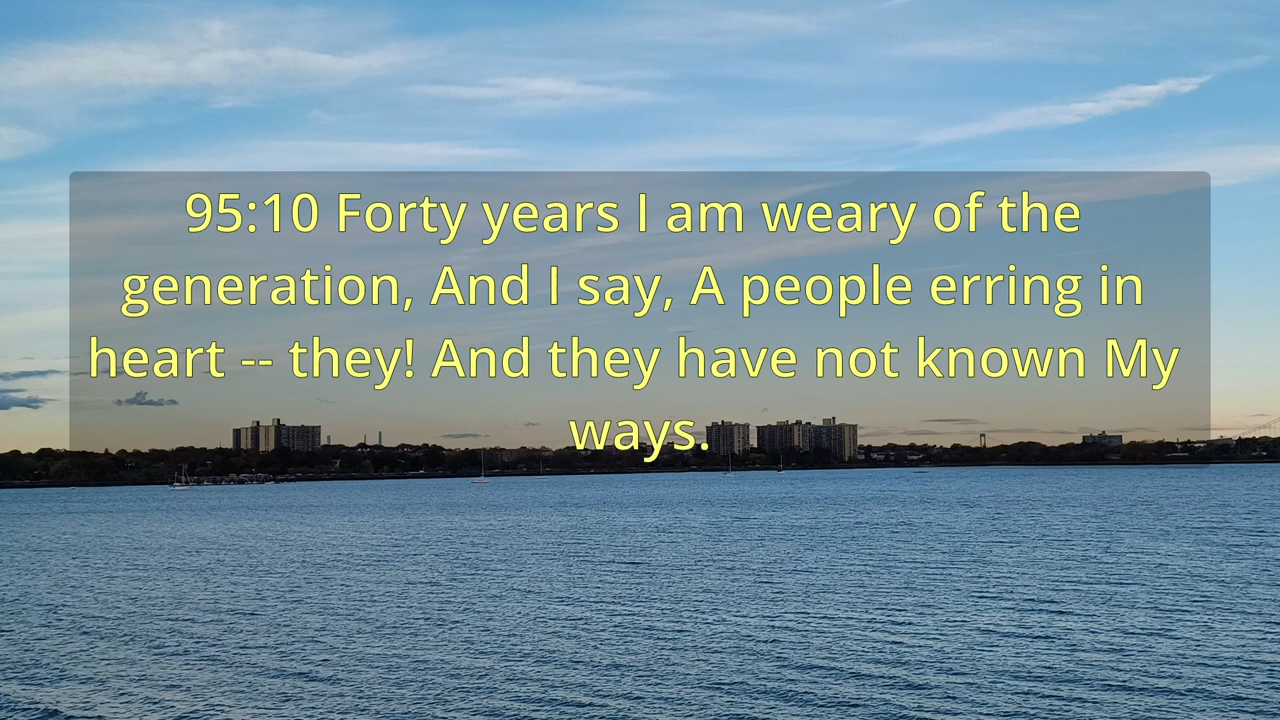 95:10 Forty years I am weary of the
generation, And I say, A people erring in
heart -- they! And they have not known My
ways.